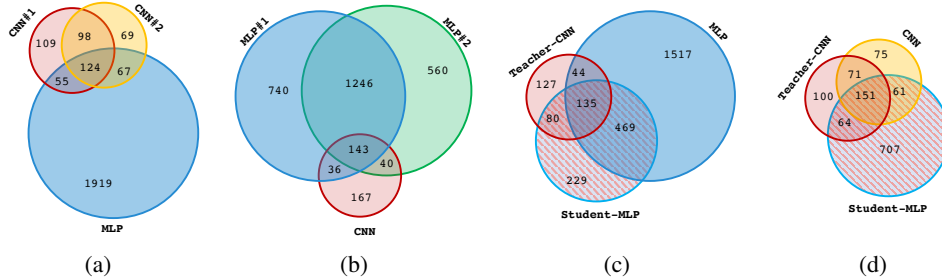 CNN#1
CNN#2
109
98
69
124
55
67
1919
MLP
(a)
MLP#1
MLP#2
740
1246
560
143
36
40
167
CNN
(b)
Teacher-CNN
MLP
1517
127
44
135
80
469
229
Student-MLP
(c)
Teacher-CNN
CNN
75
71
100
151
61
64
707
Student-MLP
(d)